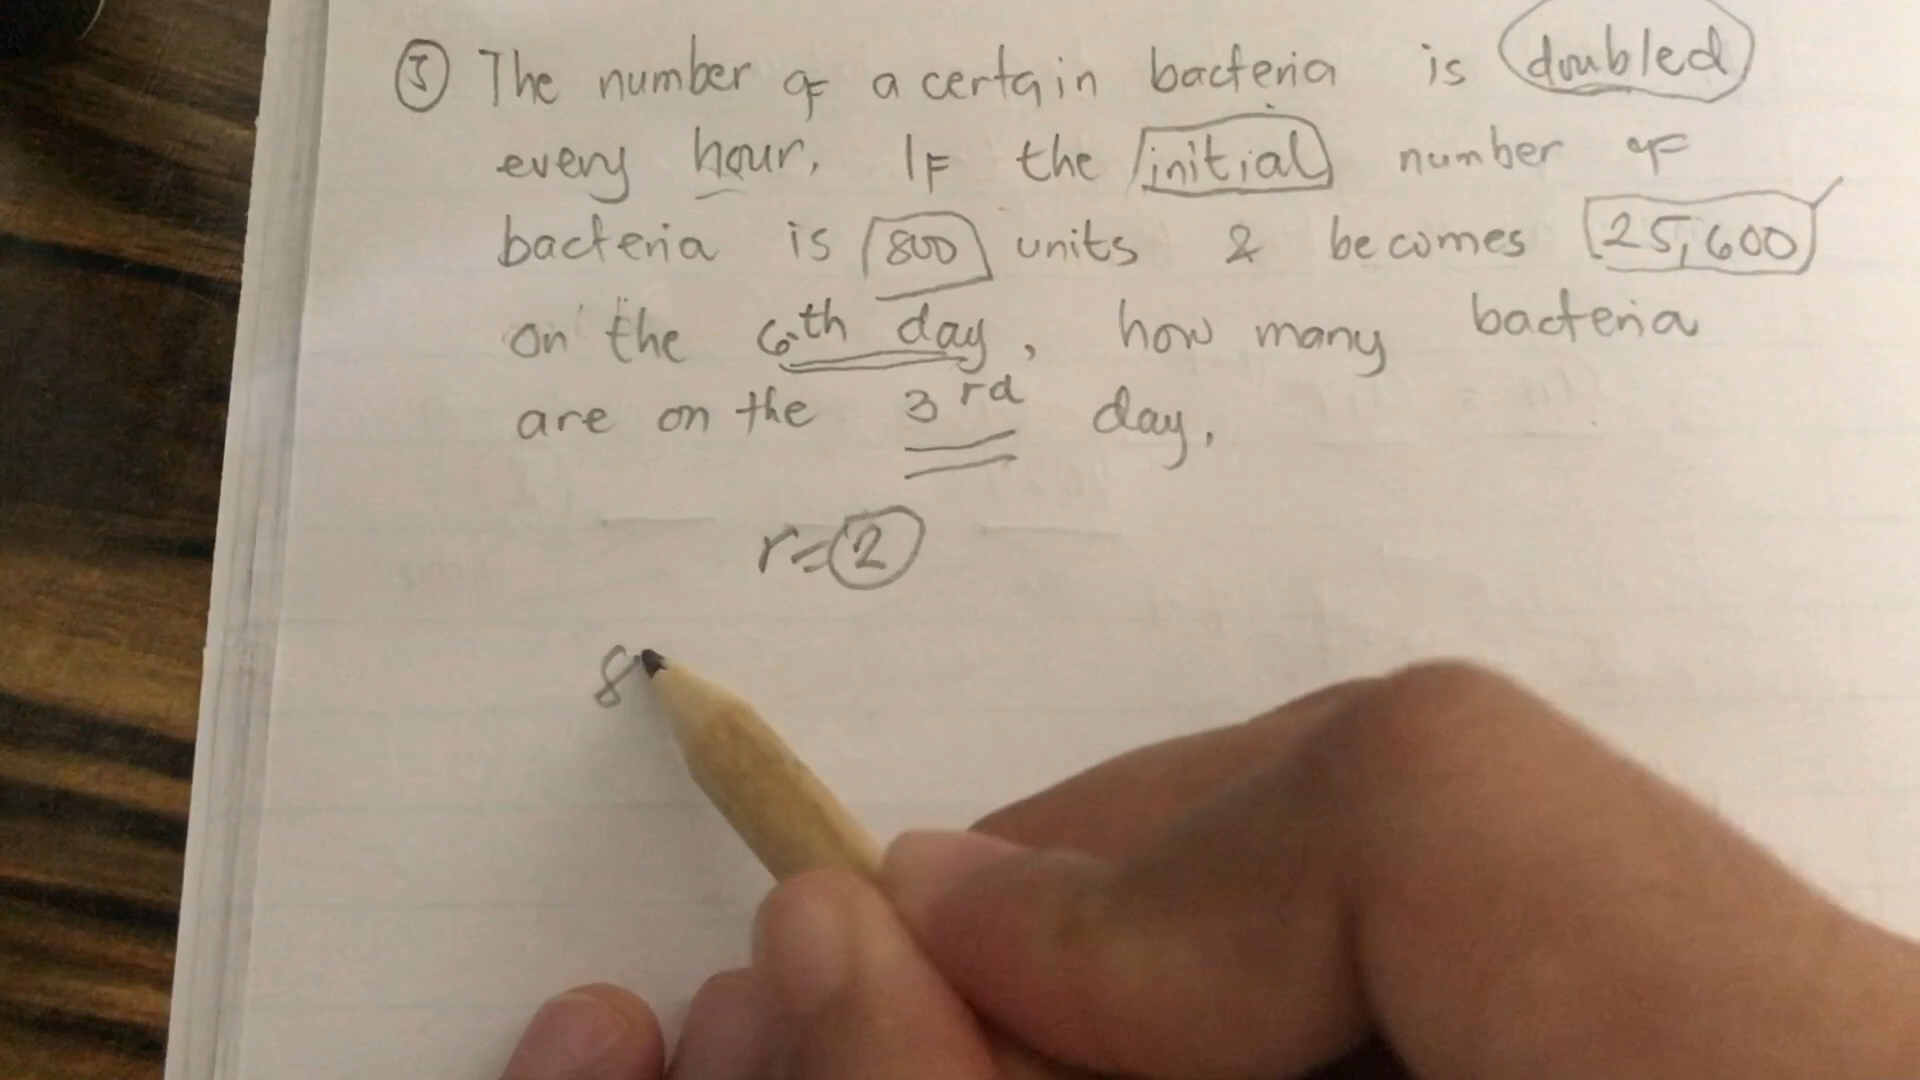 ③ The number of a certain bacteria is doubled
every hour. If the initial number of
bacteria is 800 units & becomes 25,600
on the 6th day, how many bacteria
are on the 3rd day.
r=2
8